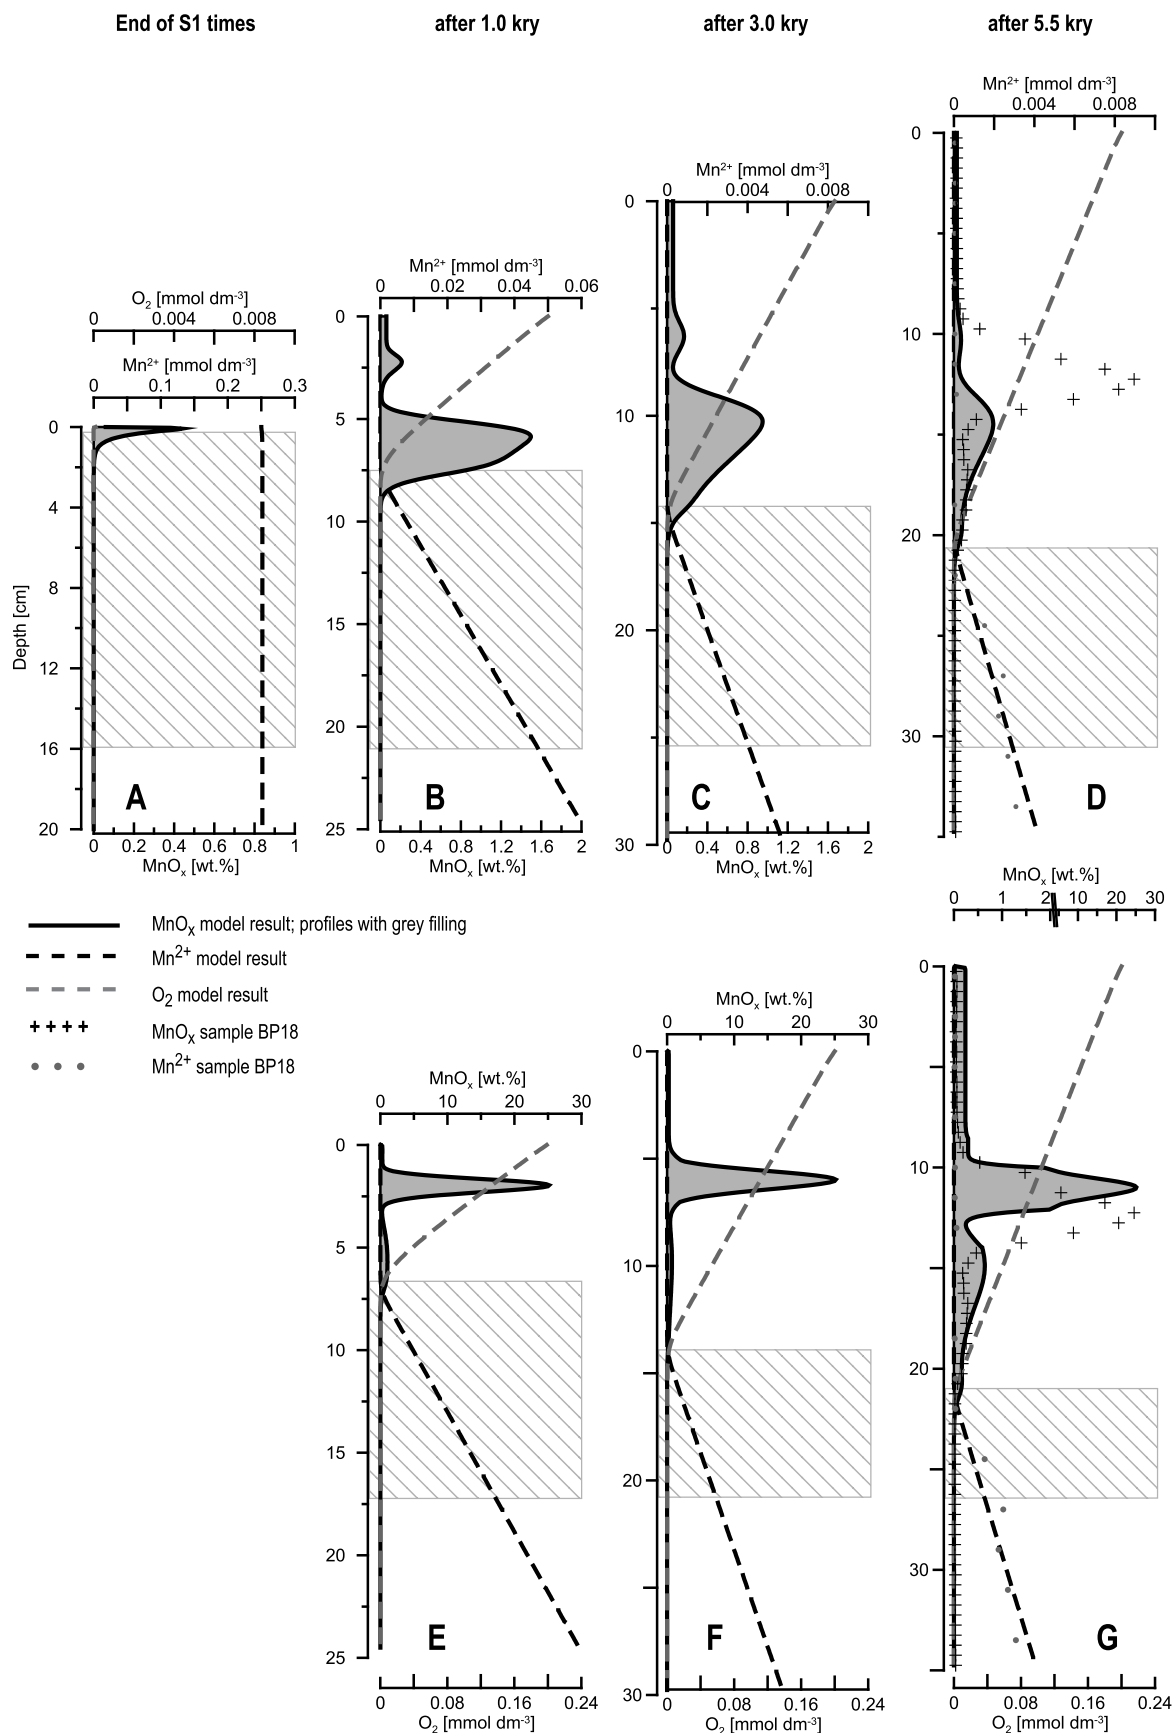 End of S1 times
after 1.0 kry
after 3.0 kry
after 5.5 kry
Mn²⁺ [mmol dm⁻³]
0 0.004 0.008
0
10
20
30
D
Mn²⁺ [mmol dm⁻³]
0 0.004 0.008
0
10
20
30
C
0 0.4 0.8 1.2 1.6 2
MnOₓ [wt.%]
Mn²⁺ [mmol dm⁻³]
0 0.02 0.04 0.06
0
5
10
15
20
25
B
0 0.4 0.8 1.2 1.6 2
MnOₓ [wt.%]
O₂ [mmol dm⁻³]
0 0.004 0.008
Mn²⁺ [mmol dm⁻³]
0 0.1 0.2 0.3
Depth [cm]
0
4
8
12
16
20
A
0 0.2 0.4 0.6 0.8 1
MnOₓ [wt.%]
MnOₓ model result; profiles with grey filling
Mn²⁺ model result
O₂ model result
++++ MnOₓ sample BP18
Mn²⁺ sample BP18
MnOₓ [wt.%]
0 10 20 30
0
5
10
15
20
25
E
0 0.08 0.16 0.24
O₂ [mmol dm⁻³]
MnOₓ [wt.%]
0 10 20 30
0
10
20
30
F
0 0.08 0.16 0.24
O₂ [mmol dm⁻³]
MnOₓ [wt.%]
0 1 2 10 20 30
0
10
20
30
G
0 0.08 0.16 0.24
O₂ [mmol dm⁻³]